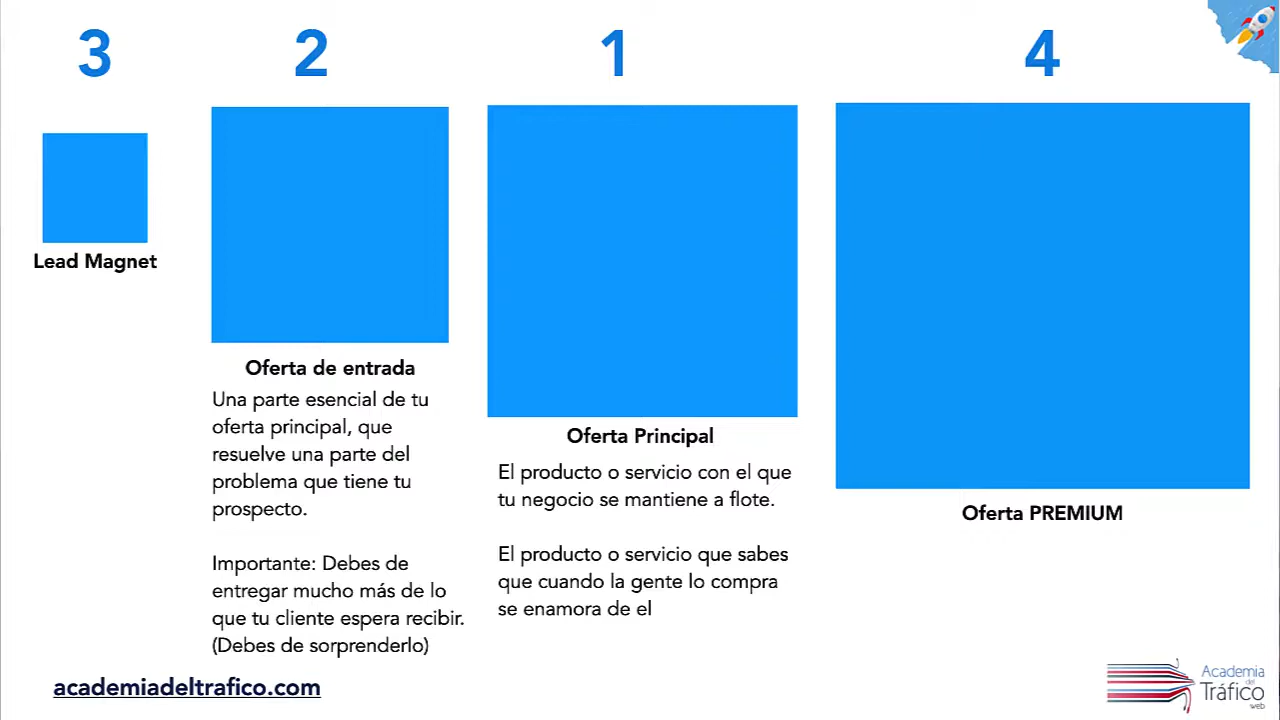 3
2
1
4
Lead Magnet
Oferta de entrada
Una parte esencial de tu
oferta principal, que
resuelve una parte del
problema que tiene tu
prospecto.
Importante: Debes de
entregar mucho más de lo
que tu cliente espera recibir.
(Debes de sorprenderlo)
Oferta Principal
El producto o servicio con el que
tu negocio se mantiene a flote.
El producto o servicio que sabes
que cuando la gente lo compra
se enamora de el
Oferta PREMIUM
academiadeltrafico.com
Academia
del
Tráfico
web